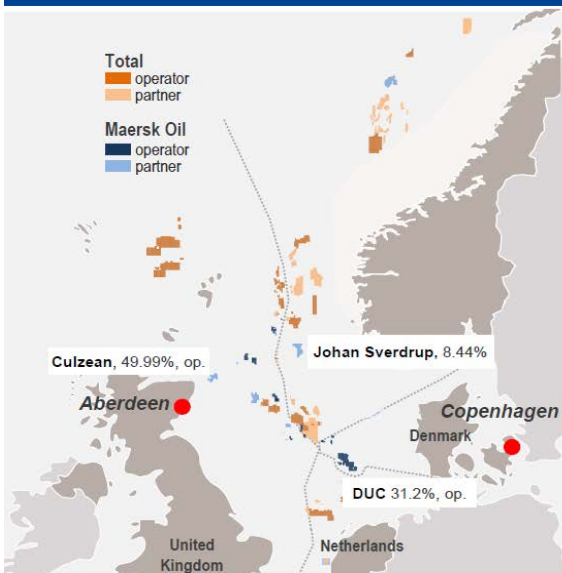 Total
operator
partner
Maersk Oil
operator
partner
Culzean, 49.99%, op.
Johan Sverdrup, 8.44%
Aberdeen
Copenhagen
Denmark
DUC 31.2%, op.
United
Kingdom
Netherlands